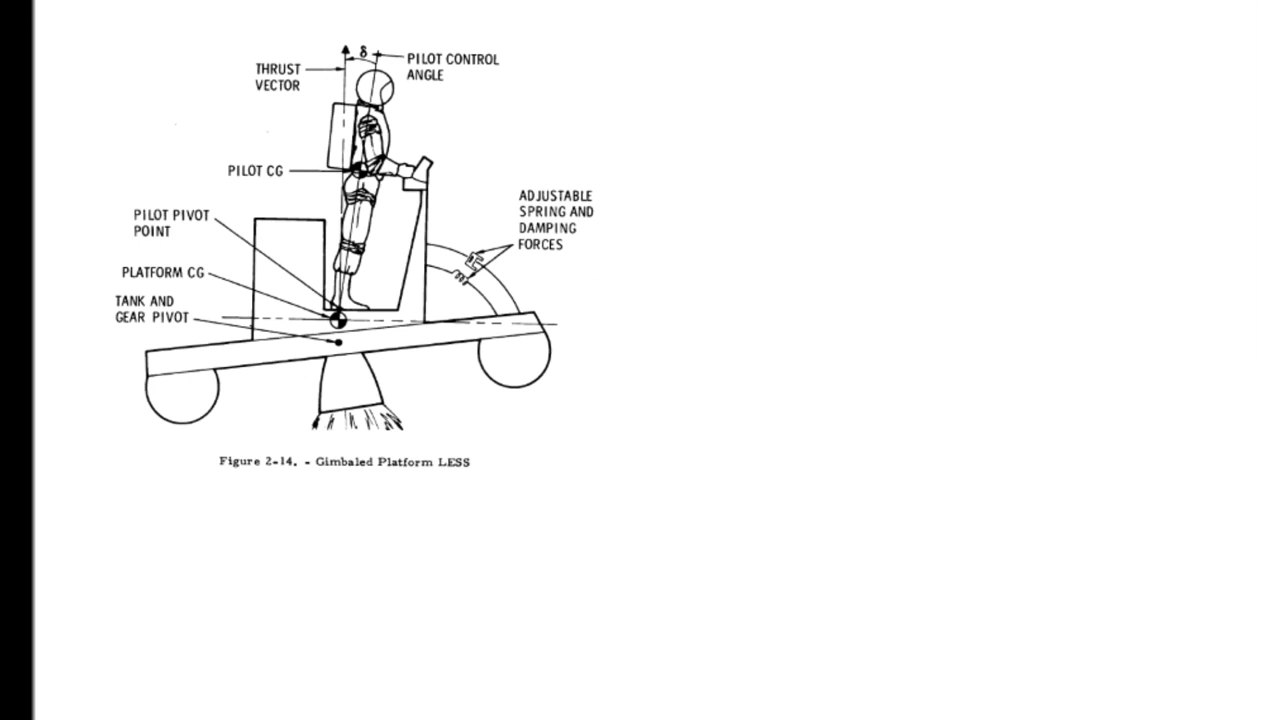 δ
PILOT CONTROL
ANGLE
THRUST
VECTOR
PILOT CG
ADJUSTABLE
SPRING AND
DAMPING
FORCES
PILOT PIVOT
POINT
PLATFORM CG
TANK AND
GEAR PIVOT
Figure 2-14. - Gimbaled Platform LESS